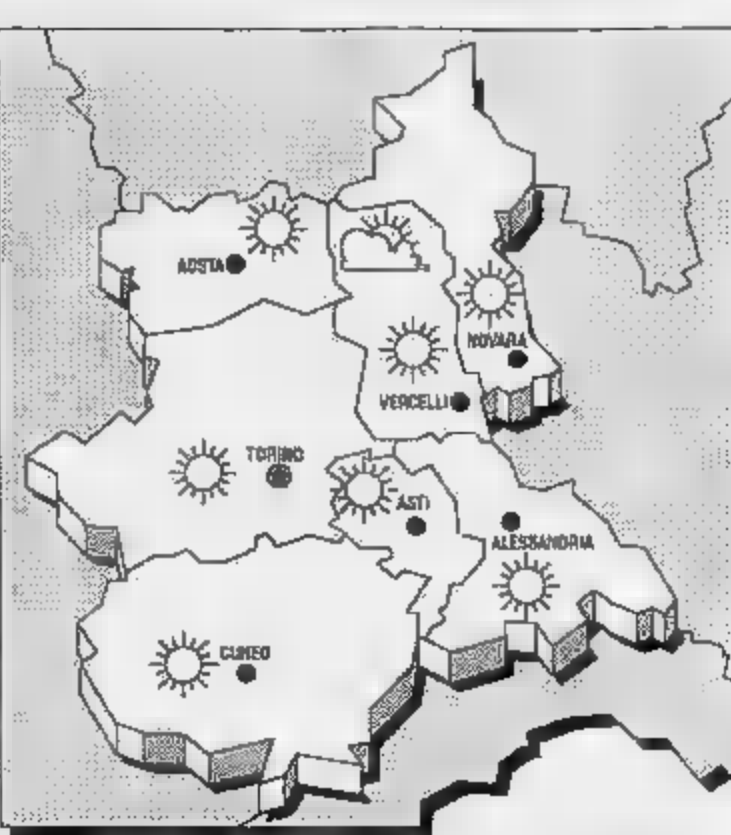 AOSTA
NOVARA
VERCELLI
TORINO
ASTI
ALESSANDRIA
CUNEO